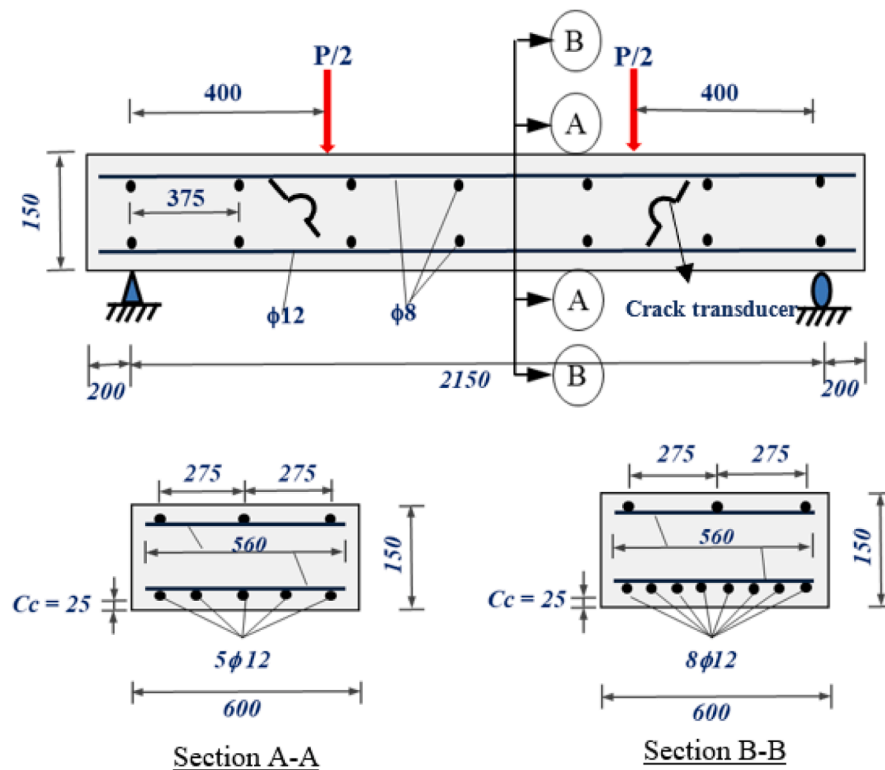 B
P/2
P/2
400
400
A
150
375
ϕ12
ϕ8
A
Crack transducer
B
200
2150
200
275
275
560
150
Cc = 25
5ϕ12
600
Section A-A
275
275
560
150
Cc = 25
8ϕ12
600
Section B-B